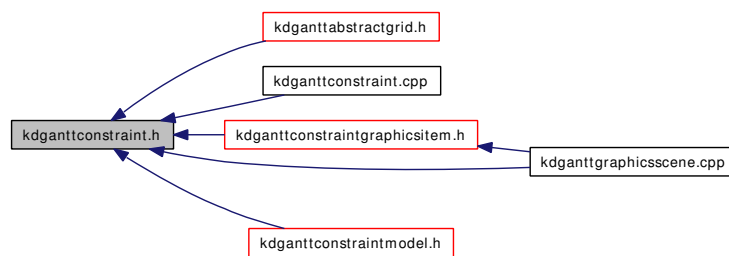 kdganttabstractgrid.h
kdganttconstraint.cpp
kdganttconstraint.h
kdganttconstraintgraphicsitem.h
kdganttgraphicsscene.cpp
kdganttconstraintmodel.h